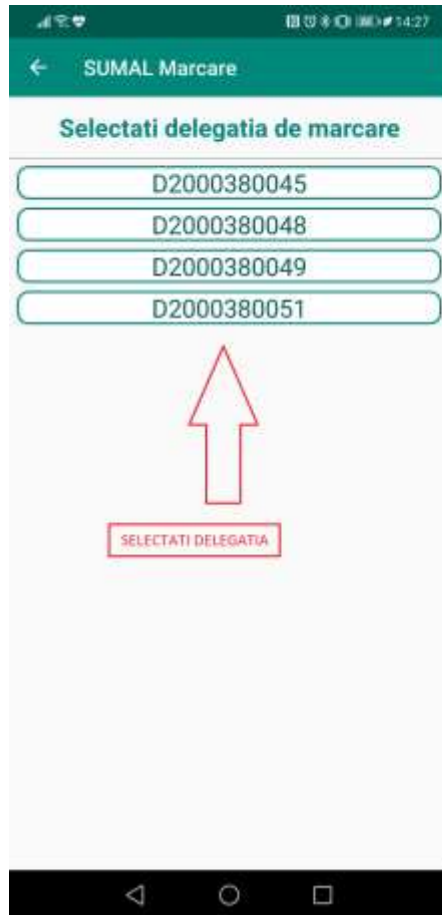 14:27
SUMAL Marcare
Selectati delegatia de marcare
D2000380045
D2000380048
D2000380049
D2000380051
SELECTATI DELEGATIA